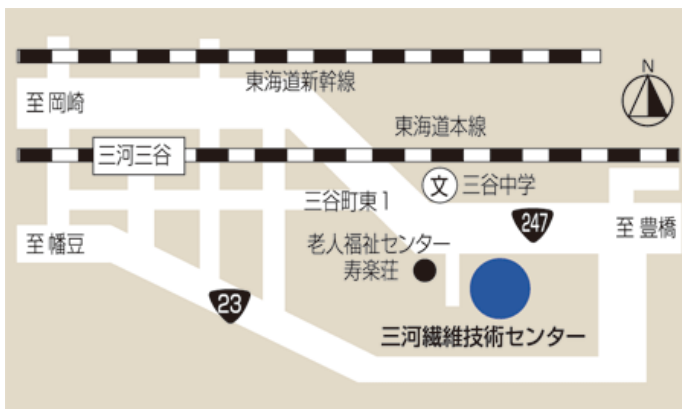 東海道新幹線
N
至岡崎
東海道本線
三河三谷
文
三谷中学
三谷町東1
247
至豊橋
至幡豆
老人福祉センター
寿楽荘
23
三河繊維技術センター